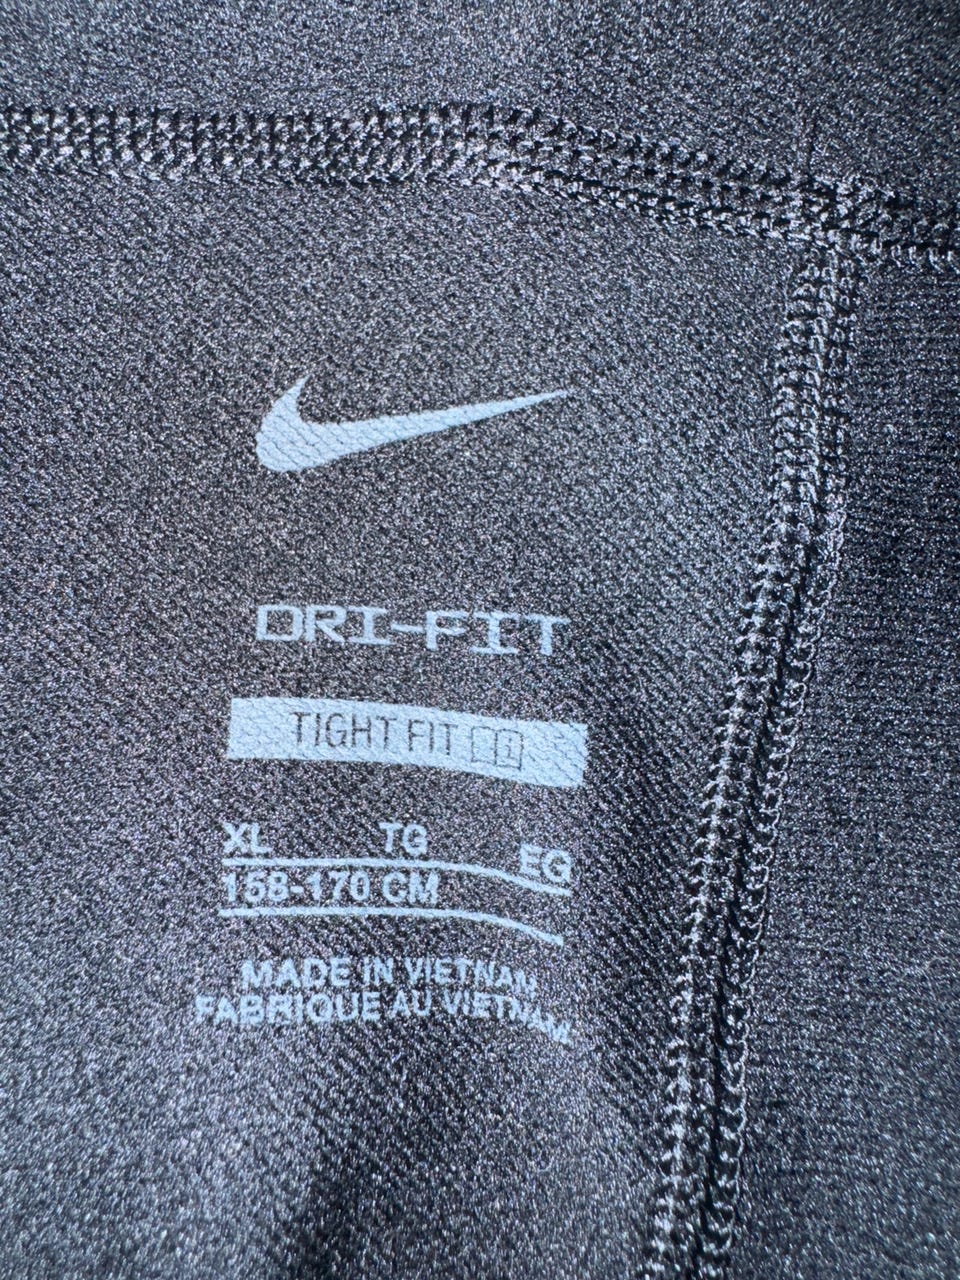 DRI-FIT
TIGHT FIT
XL TG EG
158-170 CM
MADE IN VIETNAM
FABRIQUE AU VIETNAM